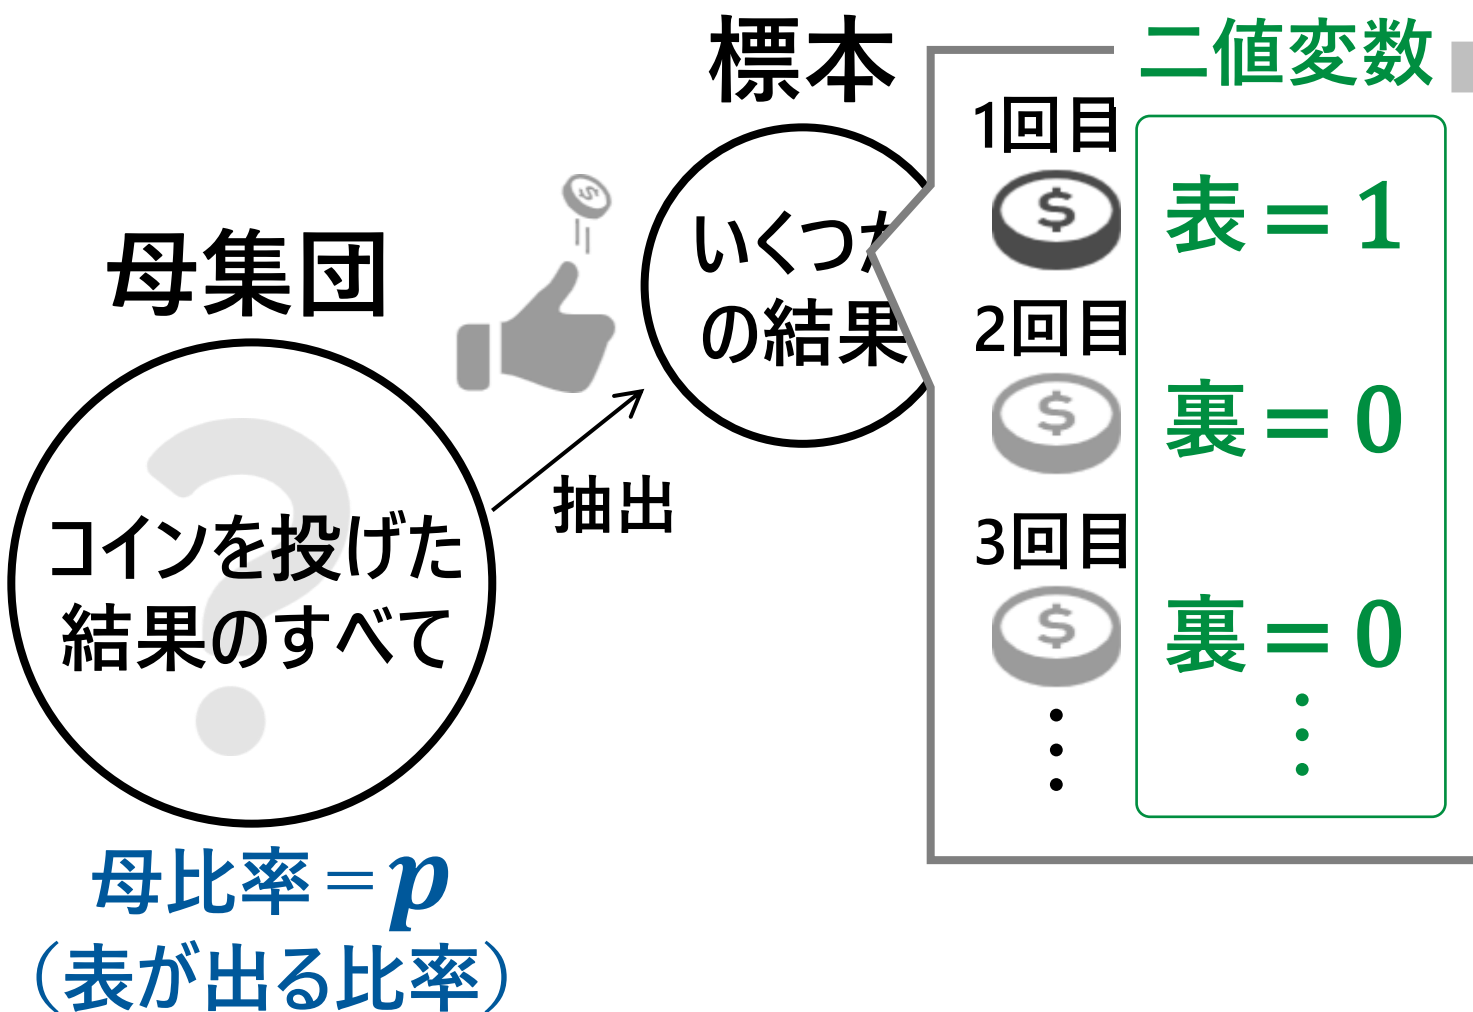 母集団
コインを投げた
結果のすべて
母比率＝p
（表が出る比率）
抽出
標本
いくつ
の結果
二値変数
1回目
表＝1
2回目
裏＝0
3回目
裏＝0